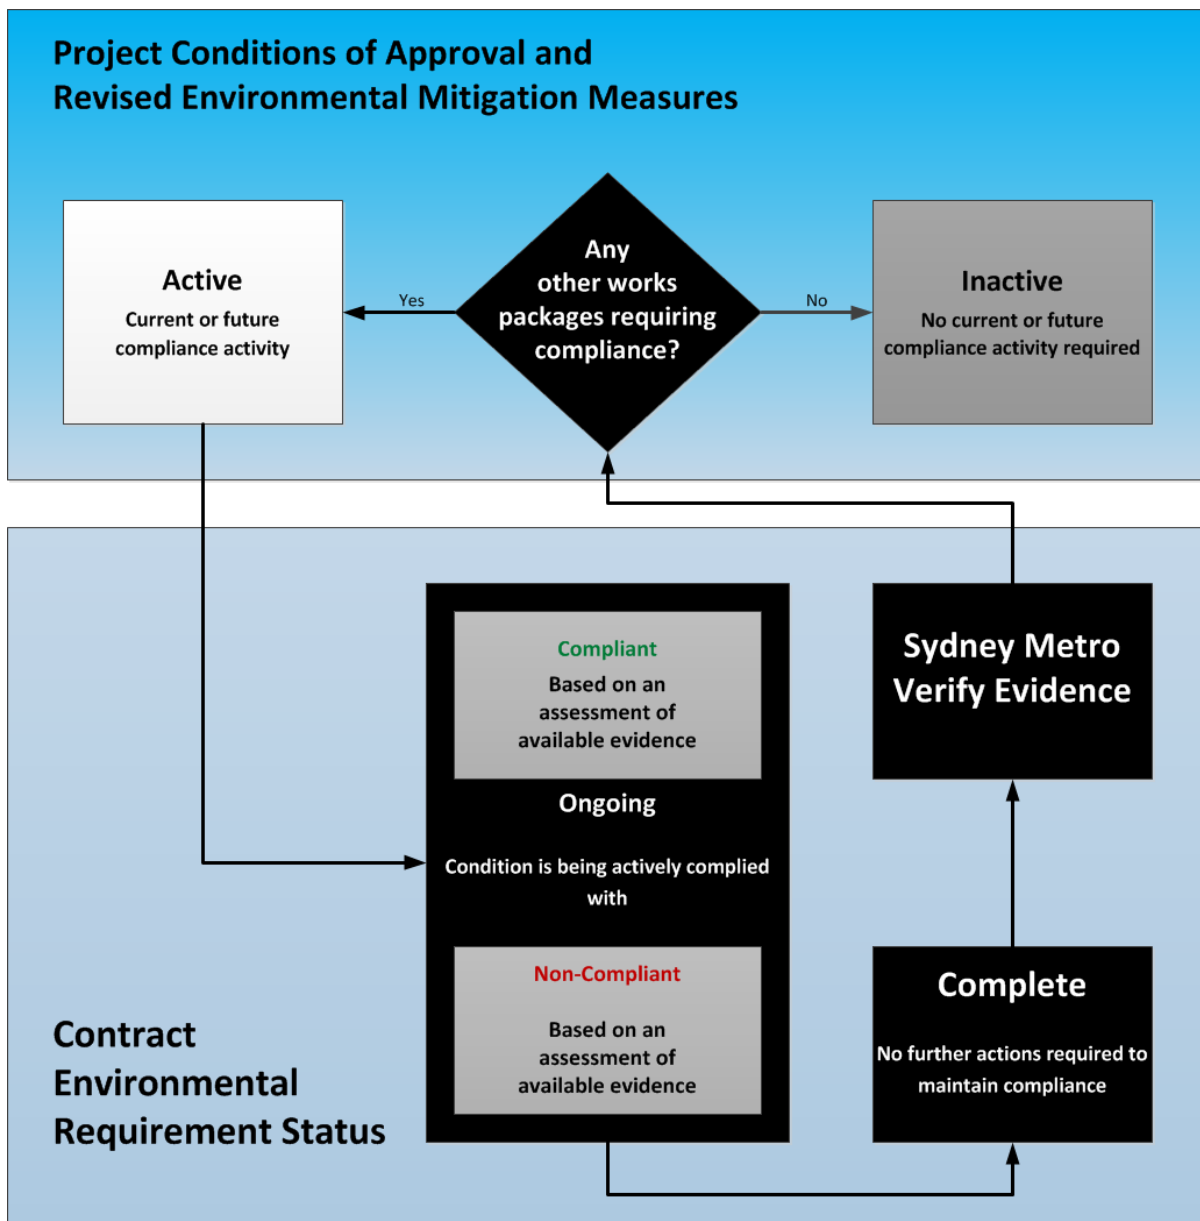 Project Conditions of Approval and
Revised Environmental Mitigation Measures
Active
Current or future
compliance activity
Yes
Any
other works
packages requiring
compliance?
No
Inactive
No current or future
compliance activity required
Compliant
Based on an
assessment of
available evidence
Ongoing
Condition is being actively complied
with
Non-Compliant
Based on an
assessment of
available evidence
Sydney Metro
Verify Evidence
Complete
No further actions required to
maintain compliance
Contract
Environmental
Requirement Status